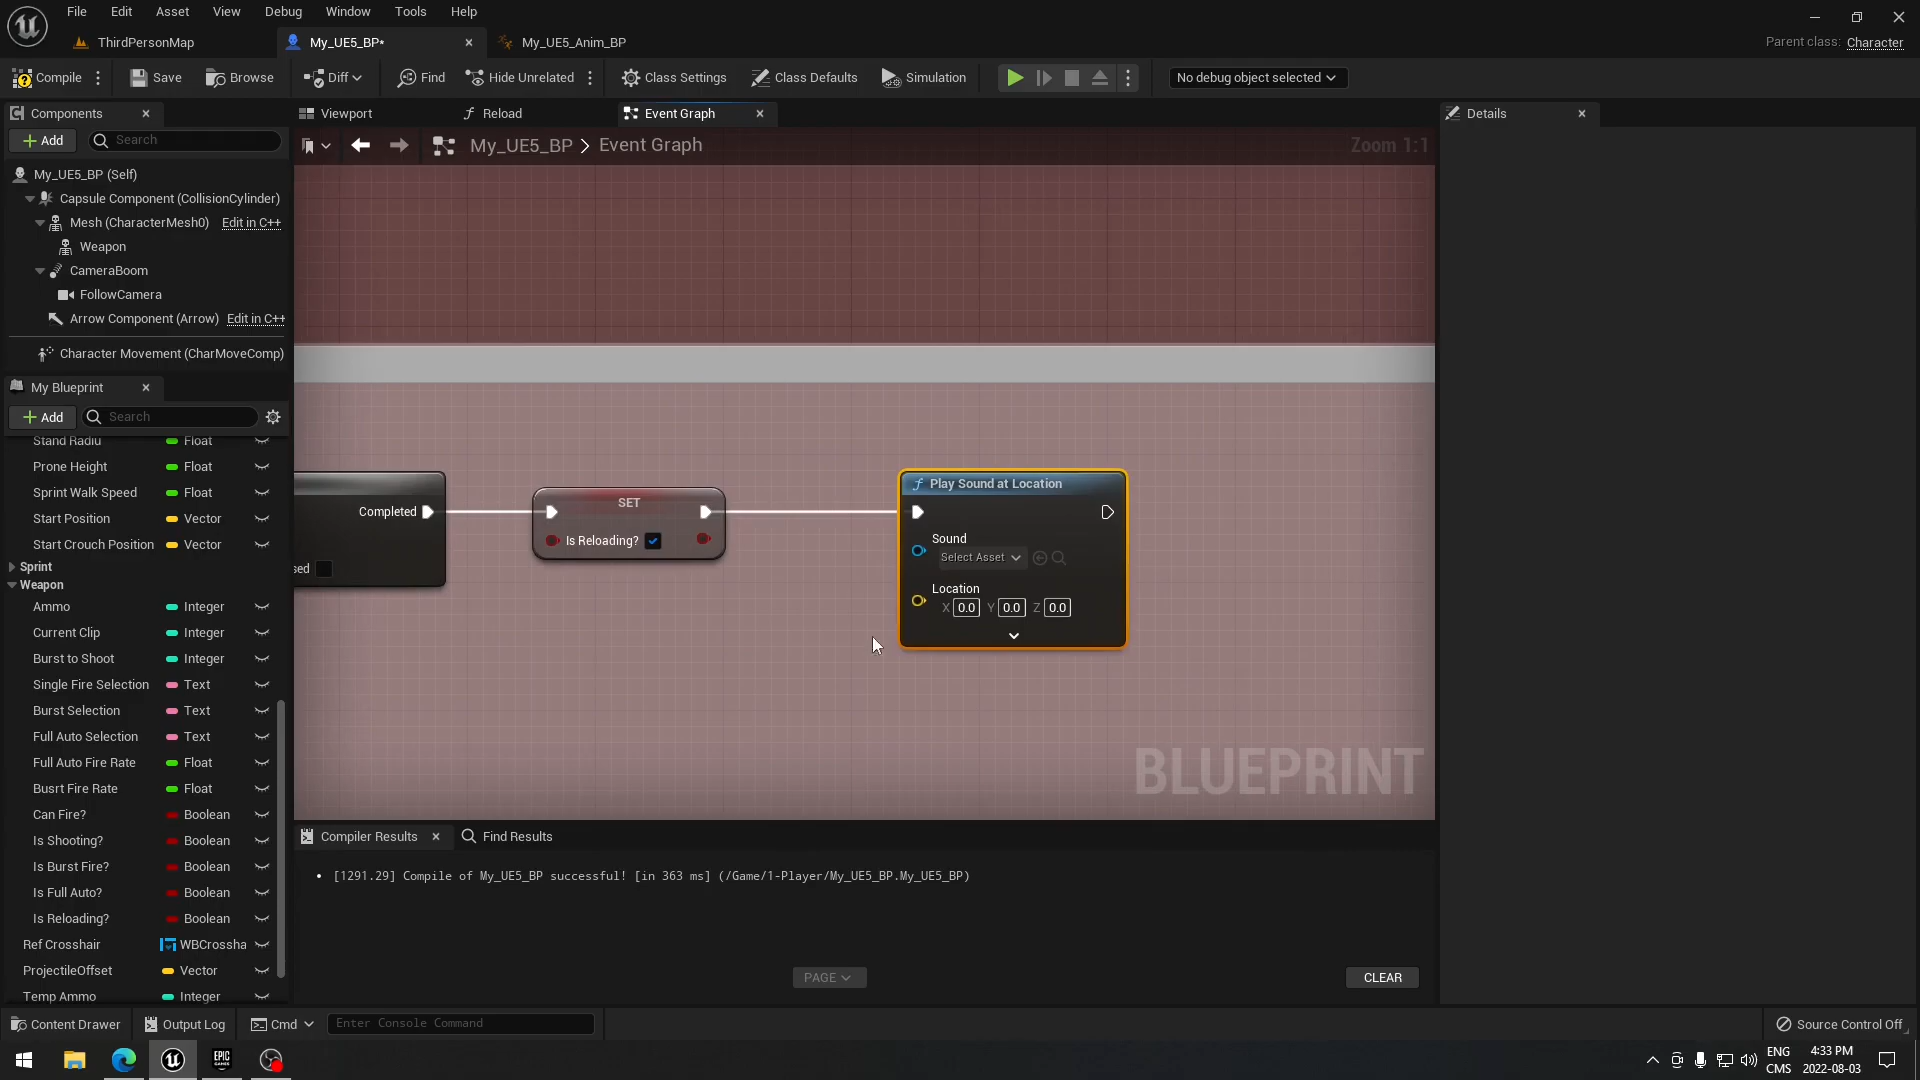 File Edit Asset View Debug Window Tools Help
ThirdPersonMap My_UE5_BP* My_UE5_Anim_BP Parent class: Character
Compile Save Browse Diff Find Hide Unrelated Class Settings Class Defaults Simulation No debug object selected
Components Viewport Reload Event Graph Details
Add Search My_UE5_BP > Event Graph Zoom 1:1
My_UE5_BP (Self)
Capsule Component (CollisionCylinder)
Mesh (CharacterMesh0) Edit in C++
Weapon
CameraBoom
FollowCamera
Arrow Component (Arrow) Edit in C++
Character Movement (CharMoveComp)
My Blueprint
Add Search
Stand Radiu Float
Prone Height Float
Sprint Walk Speed Float
Start Position Vector
Start Crouch Position Vector
Sprint
Weapon
Ammo Integer
Current Clip Integer
Burst to Shoot Integer
Single Fire Selection Text
Burst Selection Text
Full Auto Selection Text
Full Auto Fire Rate Float
Busrt Fire Rate Float
Can Fire? Boolean
Is Shooting? Boolean
Is Burst Fire? Boolean
Is Full Auto? Boolean
Is Reloading? Boolean
Ref Crosshair WBCrossha
ProjectileOffset Vector
Temp Ammo Integer
Completed
sed
SET
Is Reloading?
Play Sound at Location
Sound
Select Asset
Location
X 0.0 Y 0.0 Z 0.0
BLUEPRINT
Compiler Results Find Results
• [1291.29] Compile of My_UE5_BP successful! [in 363 ms] (/Game/1-Player/My_UE5_BP.My_UE5_BP)
PAGE CLEAR
Content Drawer Output Log Cmd Enter Console Command Source Control Off
EPIC GAMES
ENG 4:33 PM
CMS 2022-08-03